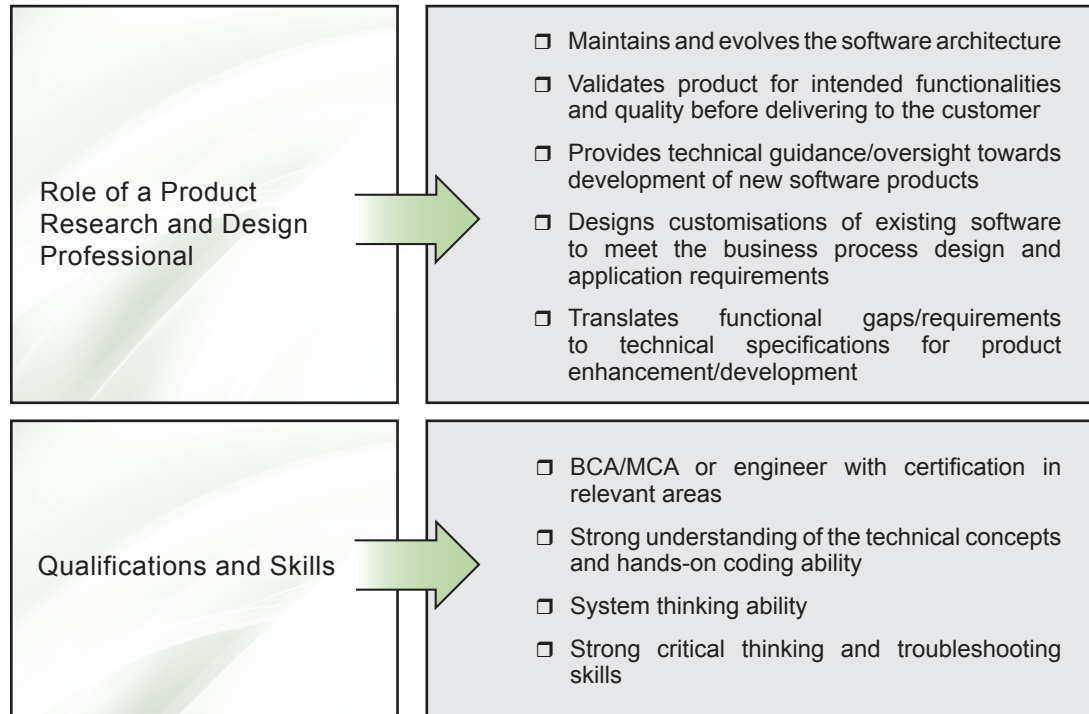 Role of a Product
Research and Design
Professional
❒ Maintains and evolves the software architecture
❒ Validates product for intended functionalities
and quality before delivering to the customer
❒ Provides technical guidance/oversight towards
development of new software products
❒ Designs customisations of existing software
to meet the business process design and
application requirements
❒ Translates functional gaps/requirements
to technical specifications for product
enhancement/development
Qualifications and Skills
❒ BCA/MCA or engineer with certification in
relevant areas
❒ Strong understanding of the technical concepts
and hands-on coding ability
❒ System thinking ability
❒ Strong critical thinking and troubleshooting
skills